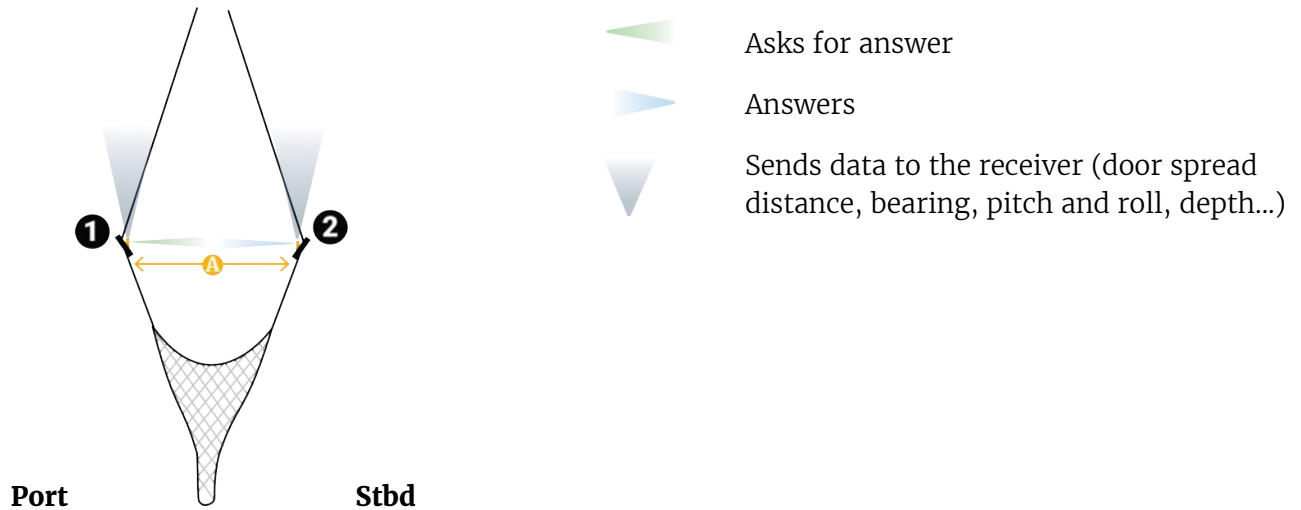 Asks for answer
Answers
Sends data to the receiver (door spread
distance, bearing, pitch and roll, depth...)
1
2
A
Port
Stbd